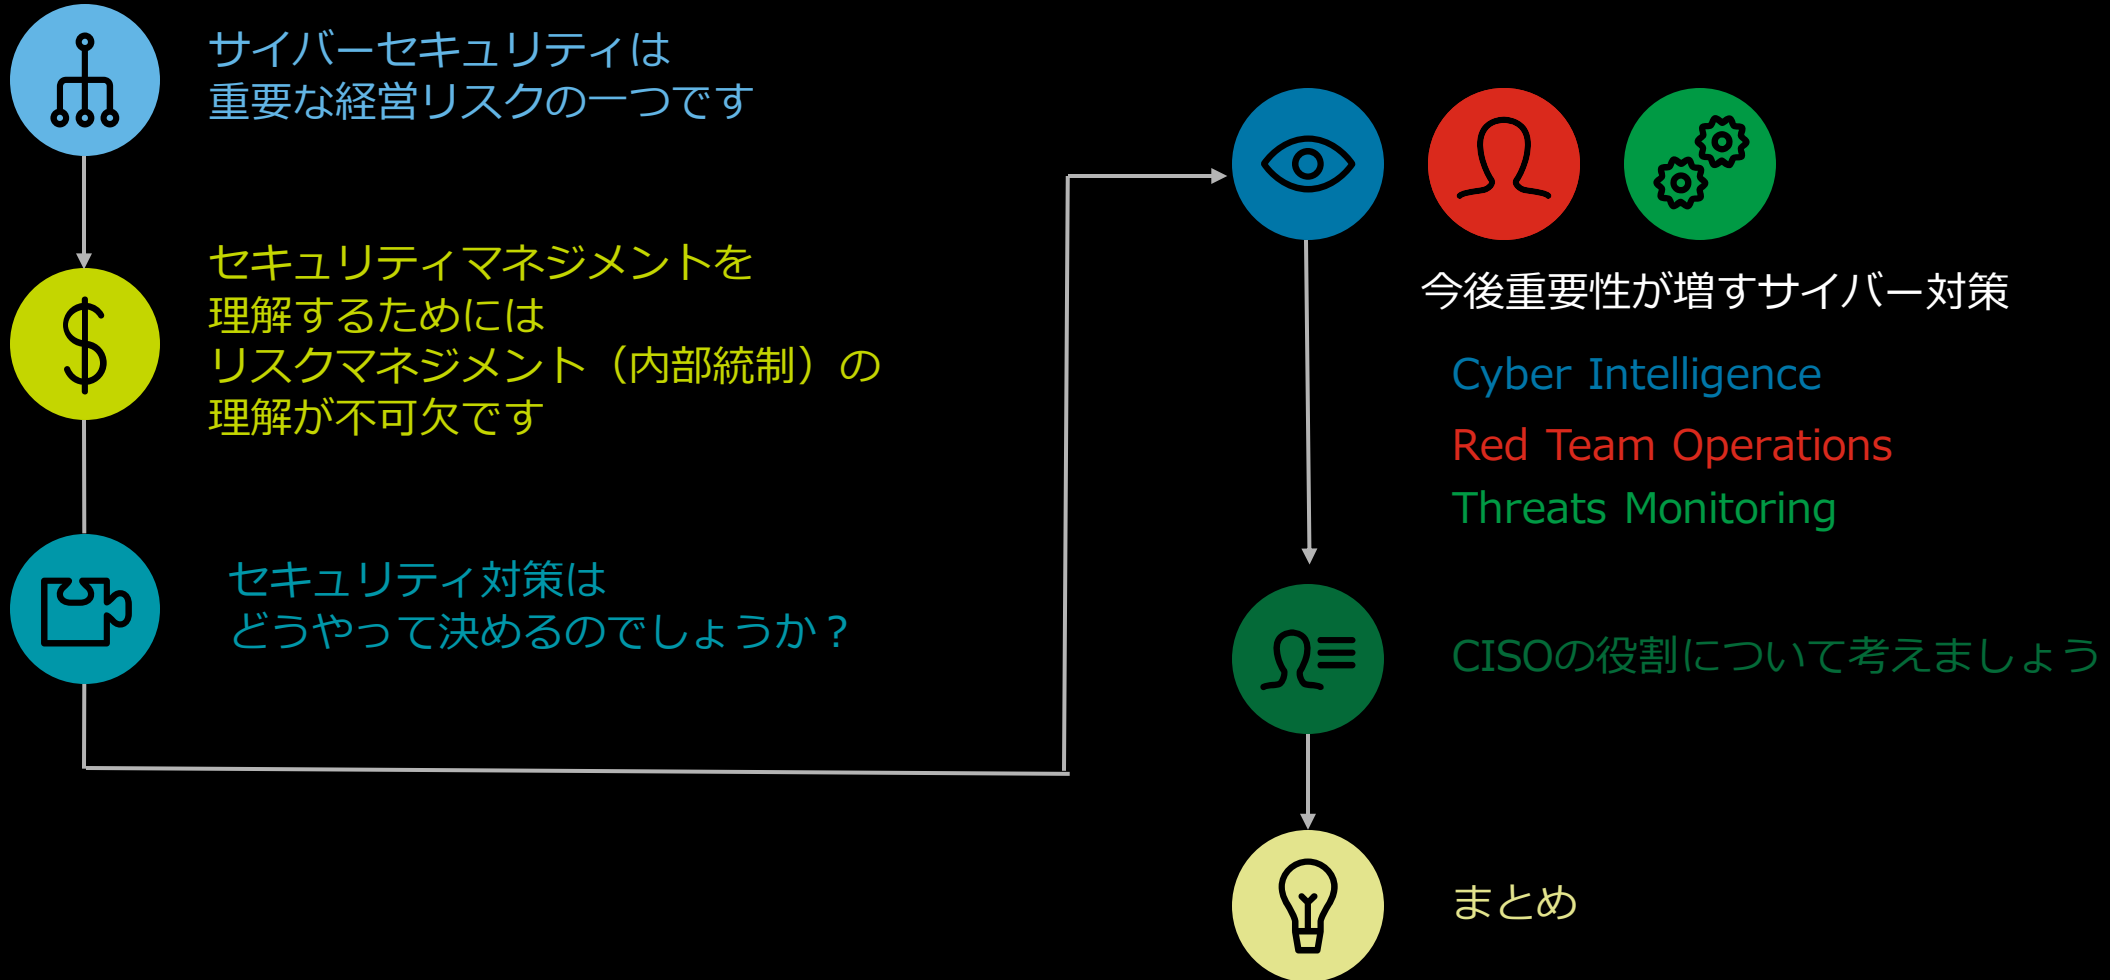 サイバーセキュリティは
重要な経営リスクの一つです
セキュリティマネジメントを
理解するためには
リスクマネジメント（内部統制）の
理解が不可欠です
セキュリティ対策は
どうやって決めるのでしょうか？
今後重要性が増すサイバー対策
Cyber Intelligence
Red Team Operations
Threats Monitoring
CISOの役割について考えましょう
まとめ